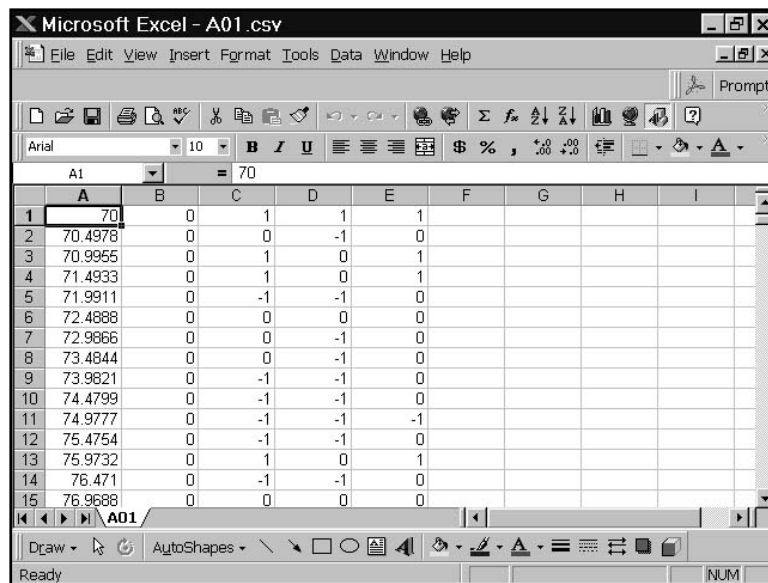 Microsoft Excel - A01.csv
File Edit View Insert Format Tools Data Window Help
Prompt
Arial 10 B I U $ % , .00
A1 = 70
A B C D E F G H I
1 70 0 1 1 1
2 70.4978 0 0 -1 0
3 70.9955 0 1 0 1
4 71.4933 0 1 0 1
5 71.9911 0 -1 -1 0
6 72.4888 0 0 0 0
7 72.9866 0 0 -1 0
8 73.4844 0 0 -1 0
9 73.9821 0 -1 -1 0
10 74.4799 0 -1 -1 0
11 74.9777 0 -1 -1 -1
12 75.4754 0 -1 -1 0
13 75.9732 0 1 0 1
14 76.471 0 -1 -1 0
15 76.9688 0 0 0 0
A01
Draw AutoShapes A
Ready NUM